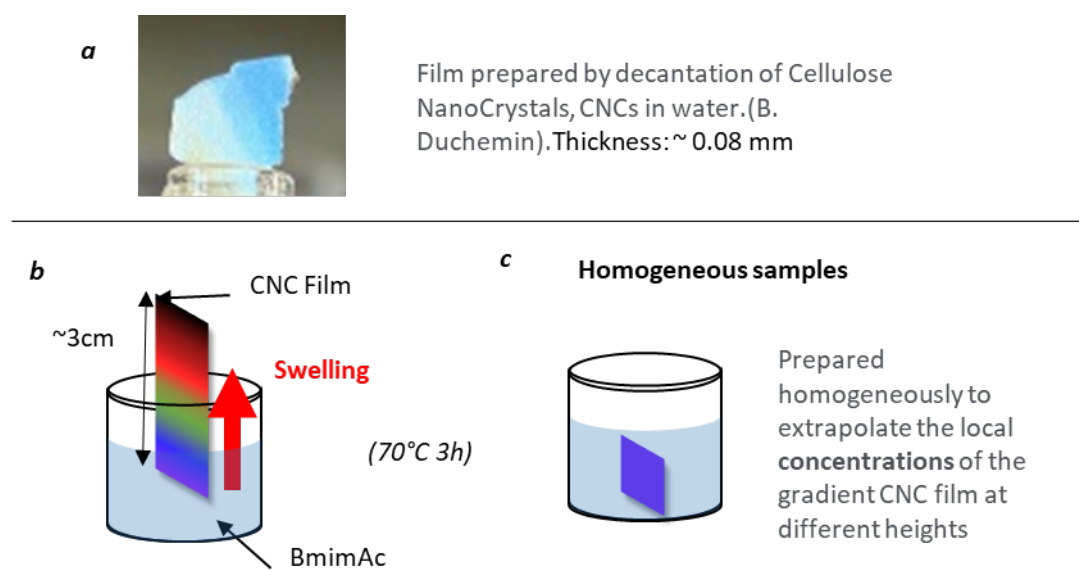 a
Film prepared by decantation of Cellulose
NanoCrystals, CNCs in water.(B.
Duchemin).Thickness:~ 0.08 mm
b
CNC Film
~3cm
Swelling
(70°C 3h)
BmimAc
c
Homogeneous samples
Prepared
homogeneously to
extrapolate the local
concentrations of the
gradient CNC film at
different heights